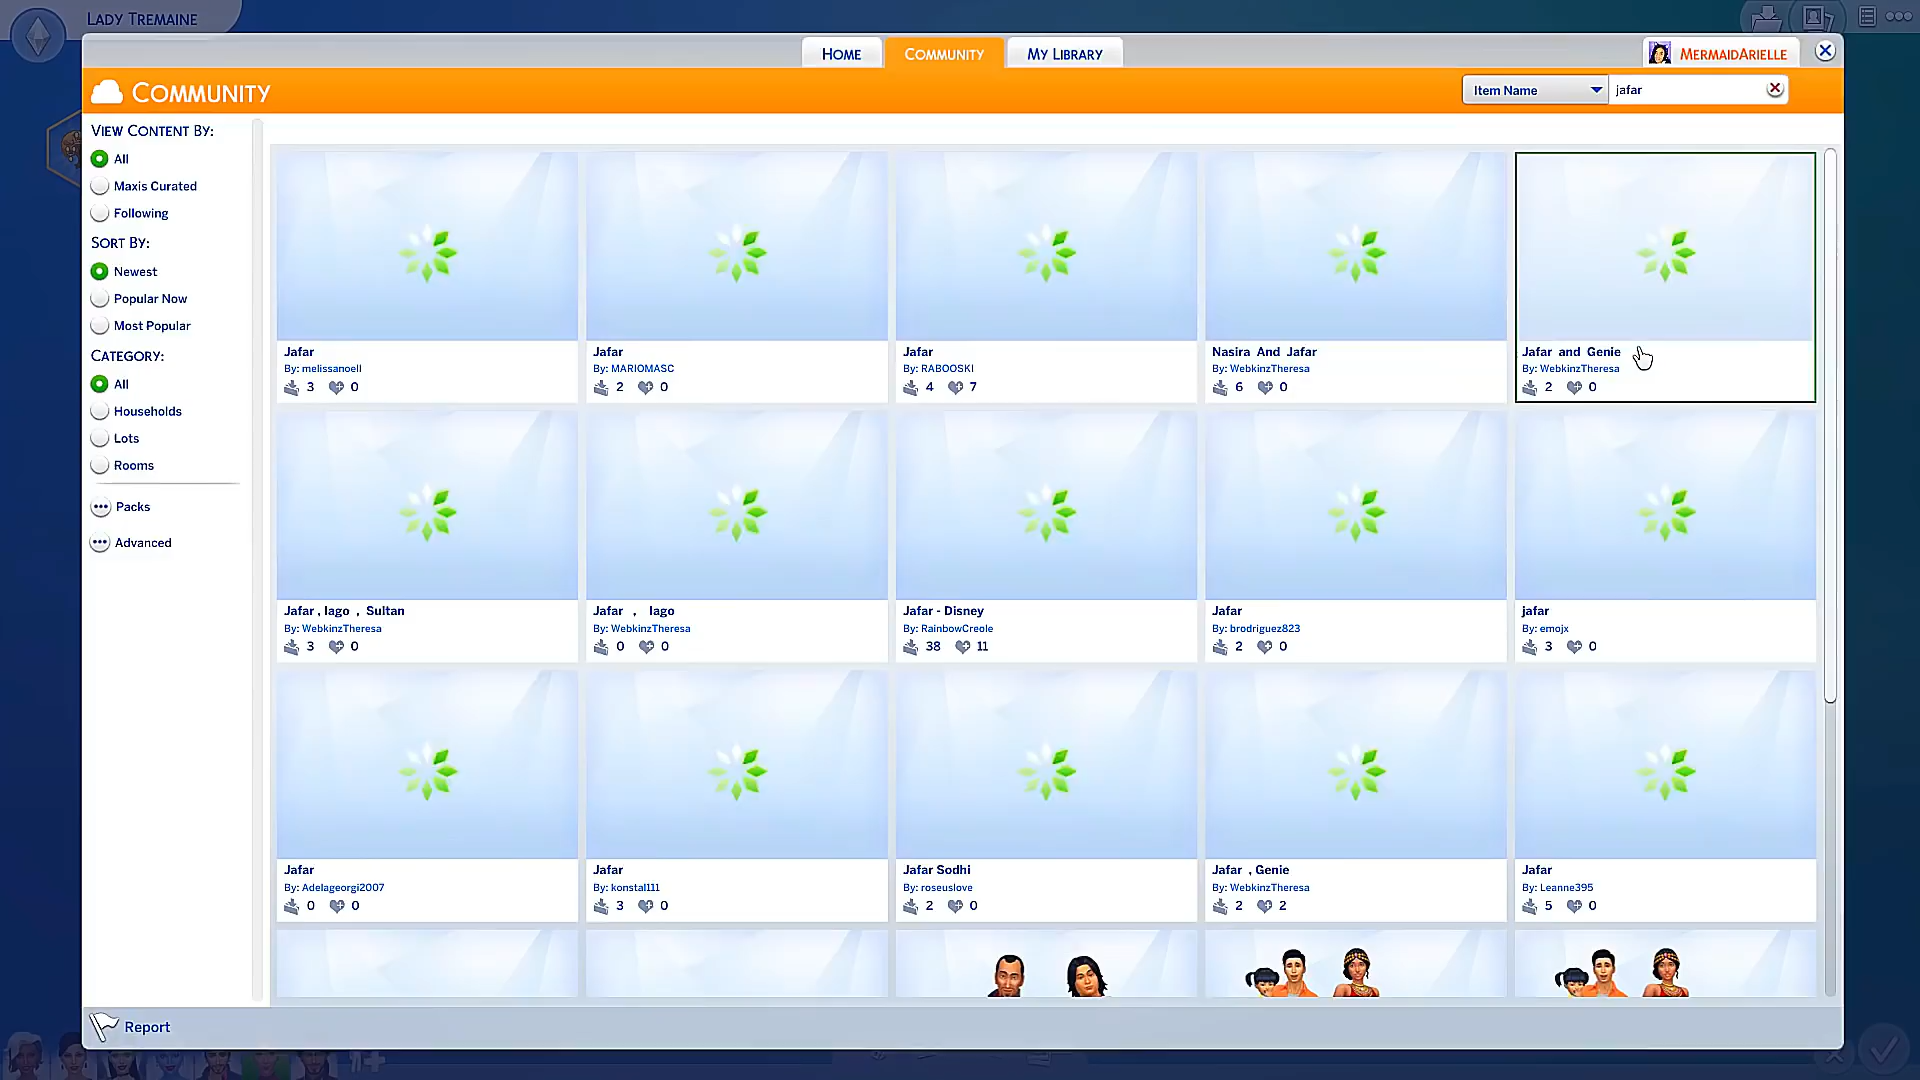 LADY TREMAINE
HOME
COMMUNITY
MY LIBRARY
MERMAIDARIELLE
COMMUNITY
Item Name
jafar
VIEW CONTENT BY:
All
Maxis Curated
Following
SORT BY:
Newest
Popular Now
Most Popular
CATEGORY:
All
Households
Lots
Rooms
Packs
Advanced
Jafar
By: melissanoell
3 0
Jafar
By: MARIOMASC
2 0
Jafar
By: RABOOSKI
4 7
Nasira And Jafar
By: WebkinzTheresa
6 0
Jafar and Genie
By: WebkinzTheresa
2 0
Jafar , Iago , Sultan
By: WebkinzTheresa
3 0
Jafar , Iago
By: WebkinzTheresa
0 0
Jafar - Disney
By: RainbowCreole
38 11
Jafar
By: brodriguez823
2 0
jafar
By: emojx
3 0
Jafar
By: Adelageorgi2007
0 0
Jafar
By: konstal111
3 0
Jafar Sodhi
By: roseuslove
2 0
Jafar , Genie
By: WebkinzTheresa
2 2
Jafar
By: Leanne395
5 0
Report